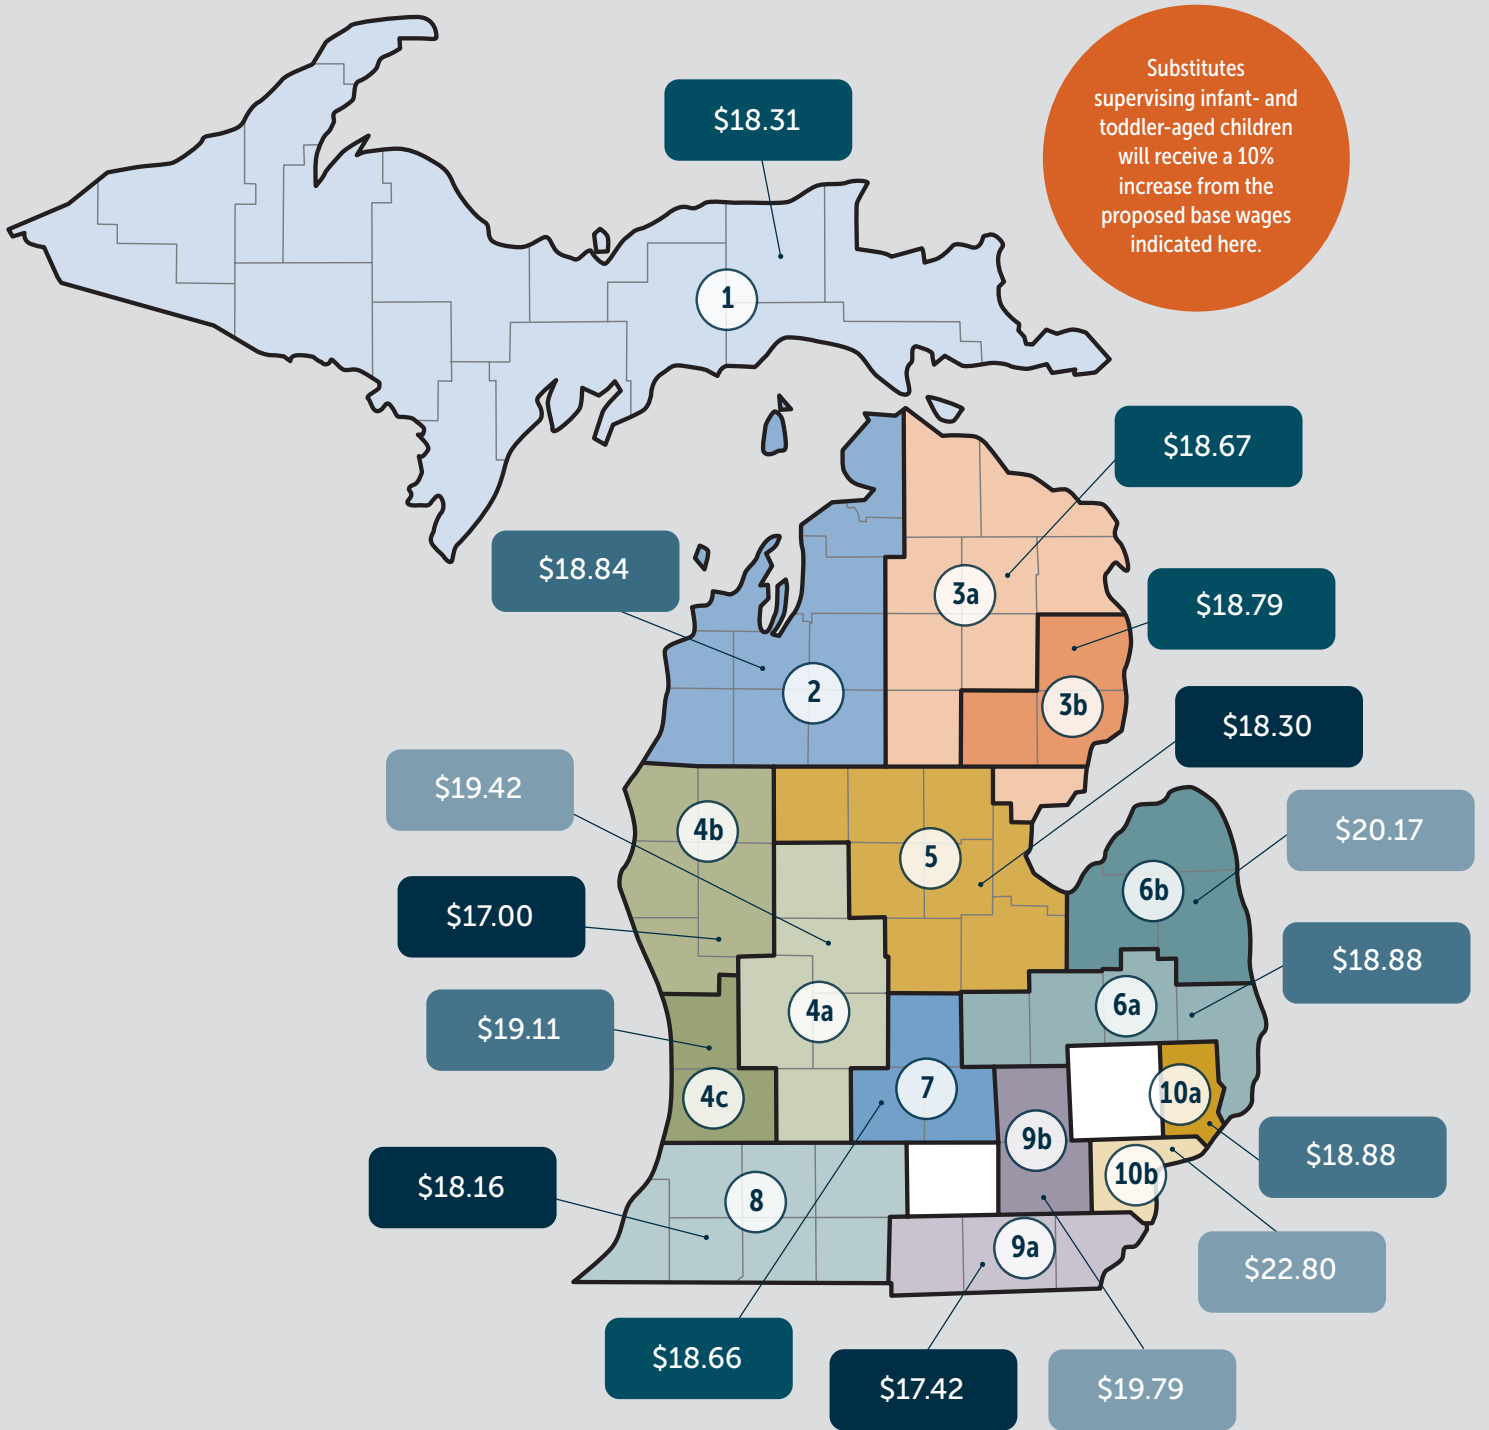 Substitutes
supervising infant- and
toddler-aged children
will receive a 10%
increase from the
proposed base wages
indicated here.
$18.31
1
$18.67
$18.84
3a
$18.79
2
3b
$18.30
$19.42
4b
5
$20.17
6b
$17.00
$18.88
4a
6a
$19.11
4c
7
10a
9b
$18.88
10b
$18.16
8
9a
$22.80
$18.66
$17.42
$19.79